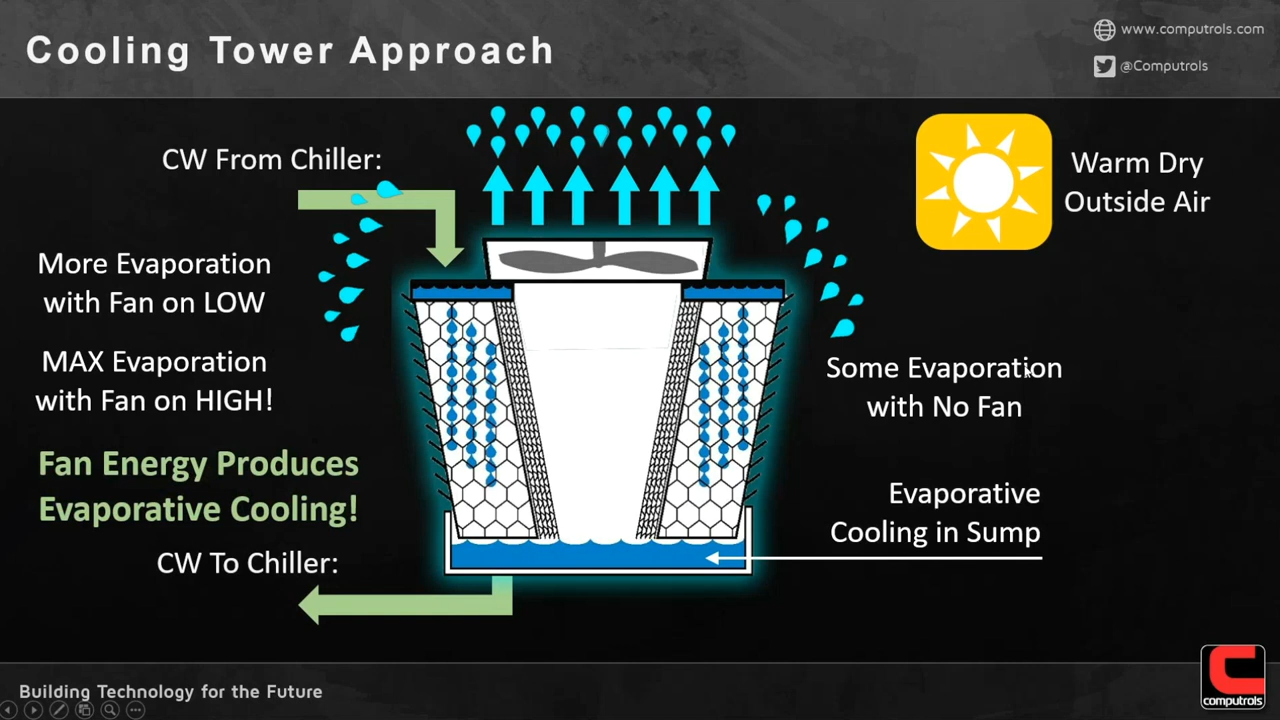 Cooling Tower Approach
www.computrols.com
@Computrols
CW From Chiller:
Warm Dry
Outside Air
More Evaporation
with Fan on LOW
MAX Evaporation
with Fan on HIGH!
Some Evaporation
with No Fan
Fan Energy Produces
Evaporative Cooling!
Evaporative
Cooling in Sump
CW To Chiller:
Building Technology for the Future
computrols